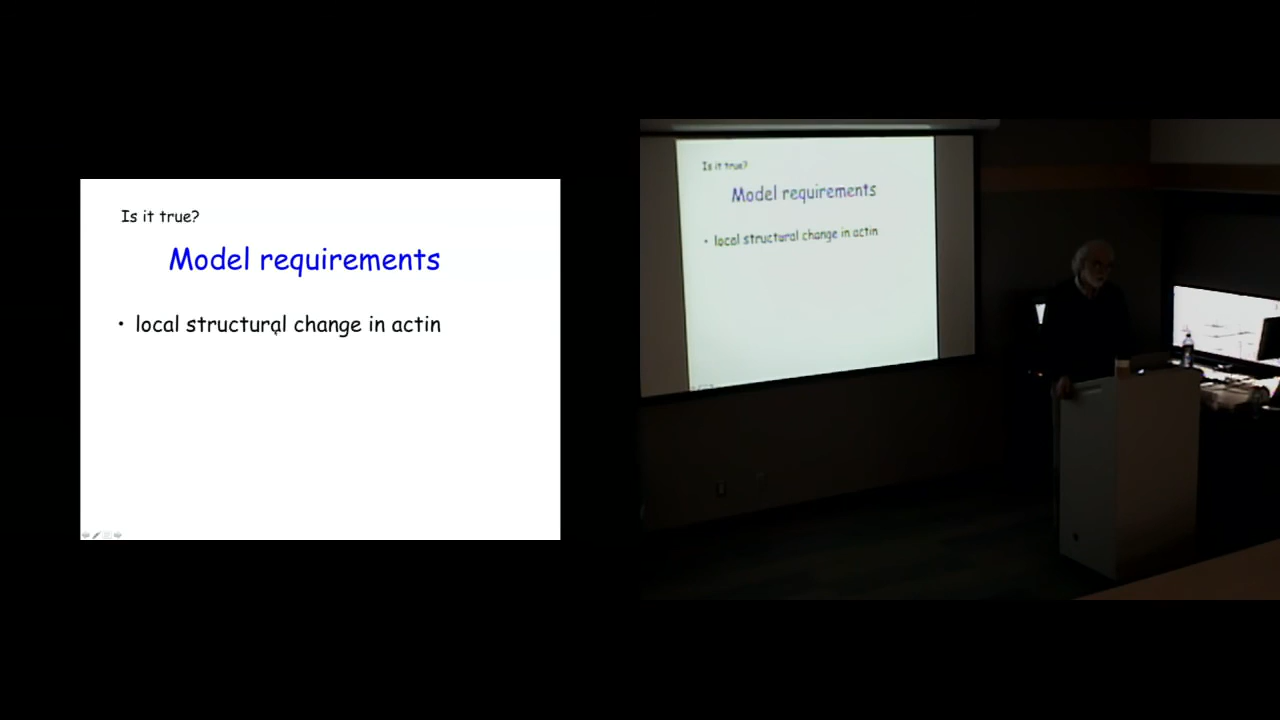 Is it true?
Model requirements
• local structural change in actin
Is it true?
Model requirements
• local structural change in actin